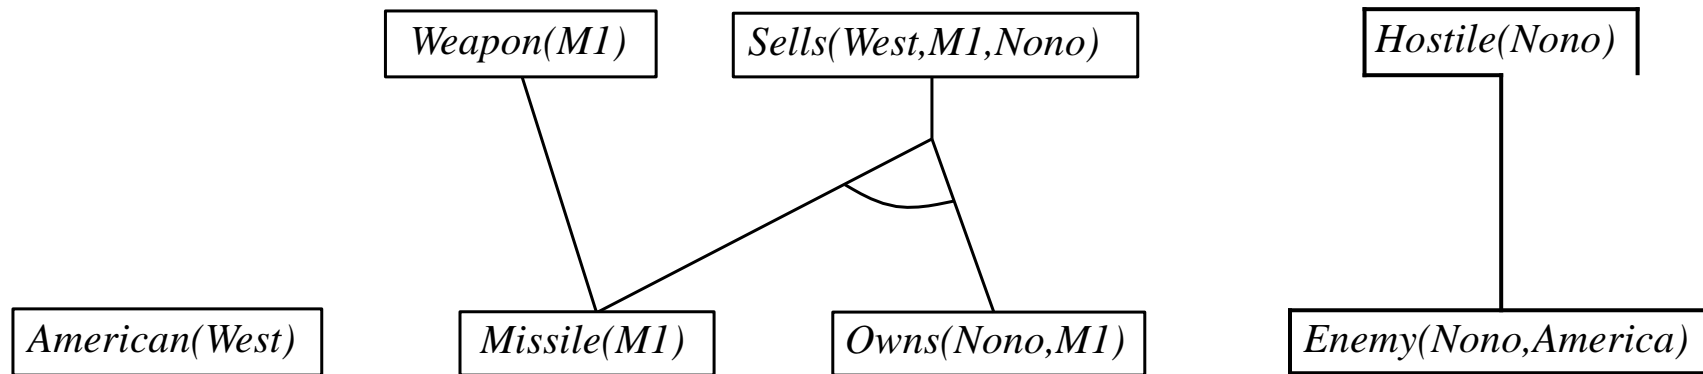 Weapon(M1)
Sells(West,M1,Nono)
Hostile(Nono)
American(West)
Missile(M1)
Owns(Nono,M1)
Enemy(Nono,America)